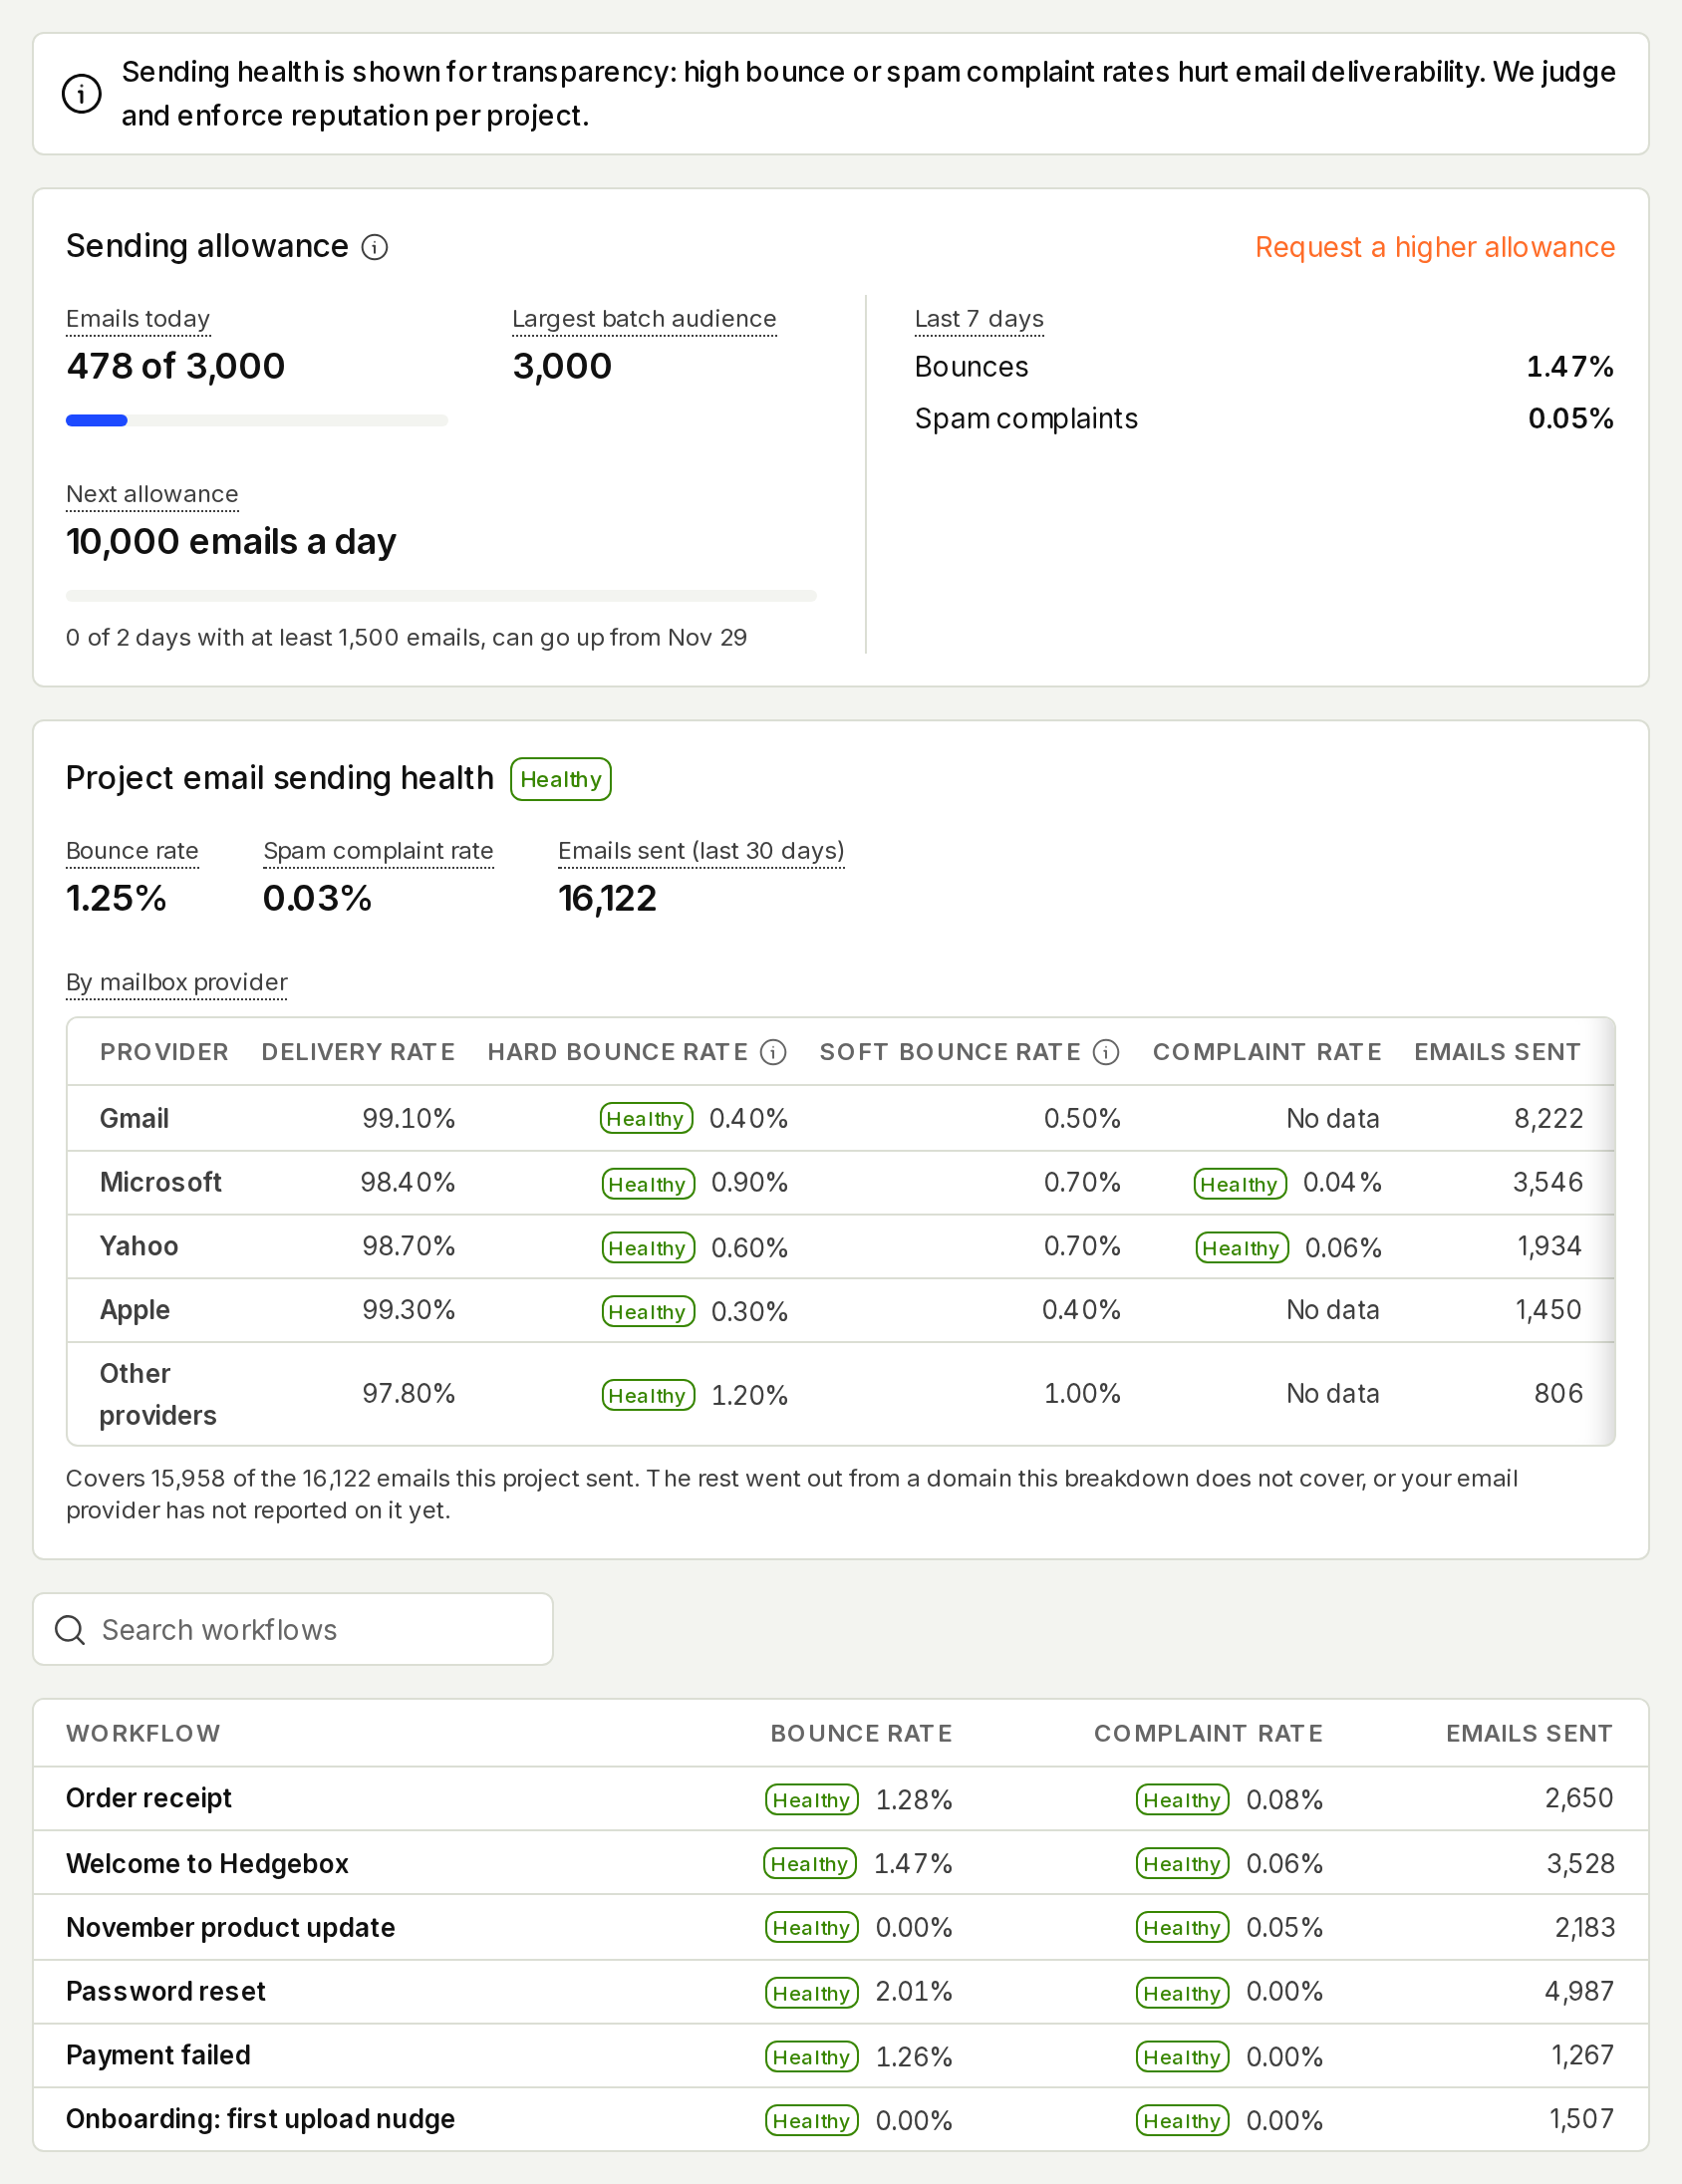 Sending health is shown for transparency: high bounce or spam complaint rates hurt email deliverability. We judge
and enforce reputation per project.
Sending allowance
Request a higher allowance
Emails today
478 of 3,000
Largest batch audience
3,000
Next allowance
10,000 emails a day
0 of 2 days with at least 1,500 emails, can go up from Nov 29
Last 7 days
Bounces 1.47%
Spam complaints 0.05%
Project email sending health Healthy
Bounce rate Spam complaint rate Emails sent (last 30 days)
1.25% 0.03% 16,122
By mailbox provider
PROVIDER DELIVERY RATE HARD BOUNCE RATE SOFT BOUNCE RATE COMPLAINT RATE EMAILS SENT
Gmail 99.10% Healthy 0.40% 0.50% No data 8,222
Microsoft 98.40% Healthy 0.90% 0.70% Healthy 0.04% 3,546
Yahoo 98.70% Healthy 0.60% 0.70% Healthy 0.06% 1,934
Apple 99.30% Healthy 0.30% 0.40% No data 1,450
Other
providers 97.80% Healthy 1.20% 1.00% No data 806
Covers 15,958 of the 16,122 emails this project sent. The rest went out from a domain this breakdown does not cover, or your email
provider has not reported on it yet.
Search workflows
WORKFLOW BOUNCE RATE COMPLAINT RATE EMAILS SENT
Order receipt Healthy 1.28% Healthy 0.08% 2,650
Welcome to Hedgebox Healthy 1.47% Healthy 0.06% 3,528
November product update Healthy 0.00% Healthy 0.05% 2,183
Password reset Healthy 2.01% Healthy 0.00% 4,987
Payment failed Healthy 1.26% Healthy 0.00% 1,267
Onboarding: first upload nudge Healthy 0.00% Healthy 0.00% 1,507